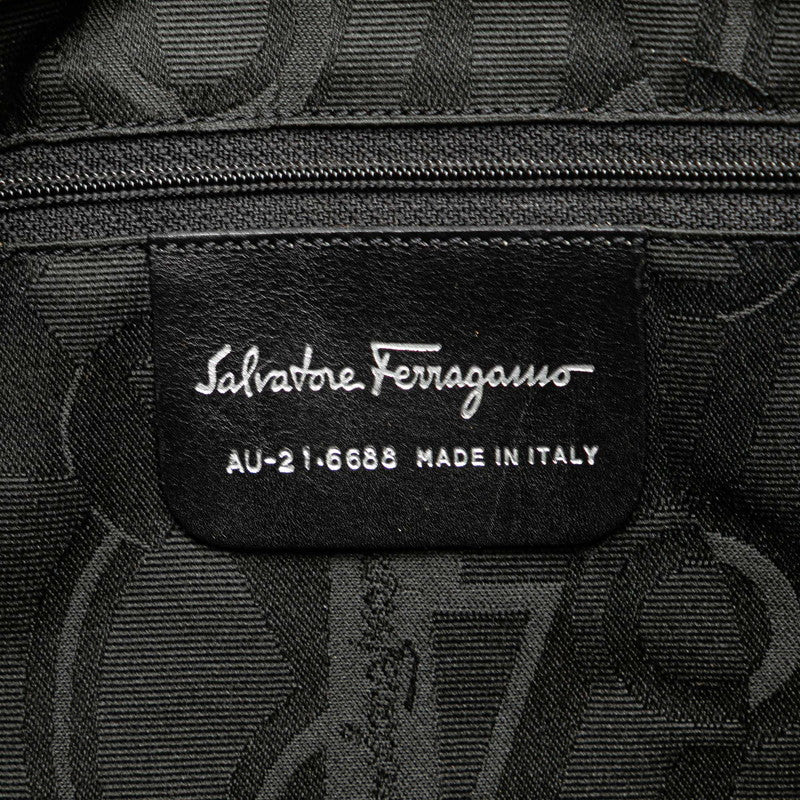 Salvatore Ferragamo
AU-21.6688 MADE IN ITALY